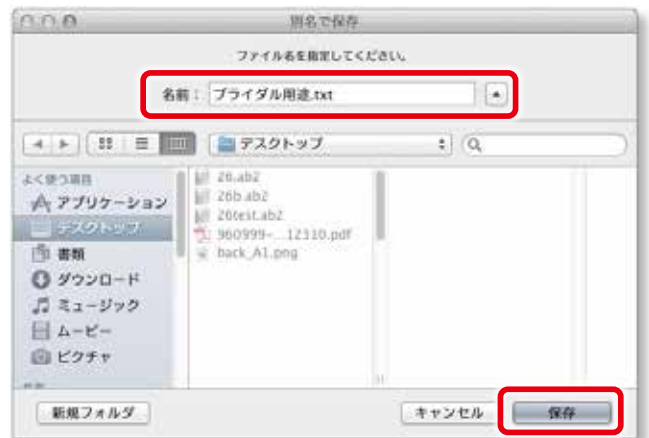 別名で保存
ファイル名を指定してください。
名前： ブライダル用途.txt
デスクトップ
よく使う項目
アプリケーション
デスクトップ
書類
ダウンロード
ミュージック
ムービー
ピクチャ
26.ab2
26b.ab2
26test.ab2
960999-...12310.pdf
back_A1.png
新規フォルダ
キャンセル
保存